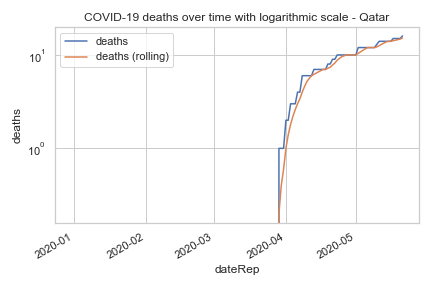 COVID-19 deaths over time with logarithmic scale - Qatar
deaths
deaths (rolling)
10¹
10⁰
deaths
2020-01
2020-02
2020-03
2020-04
2020-05
dateRep